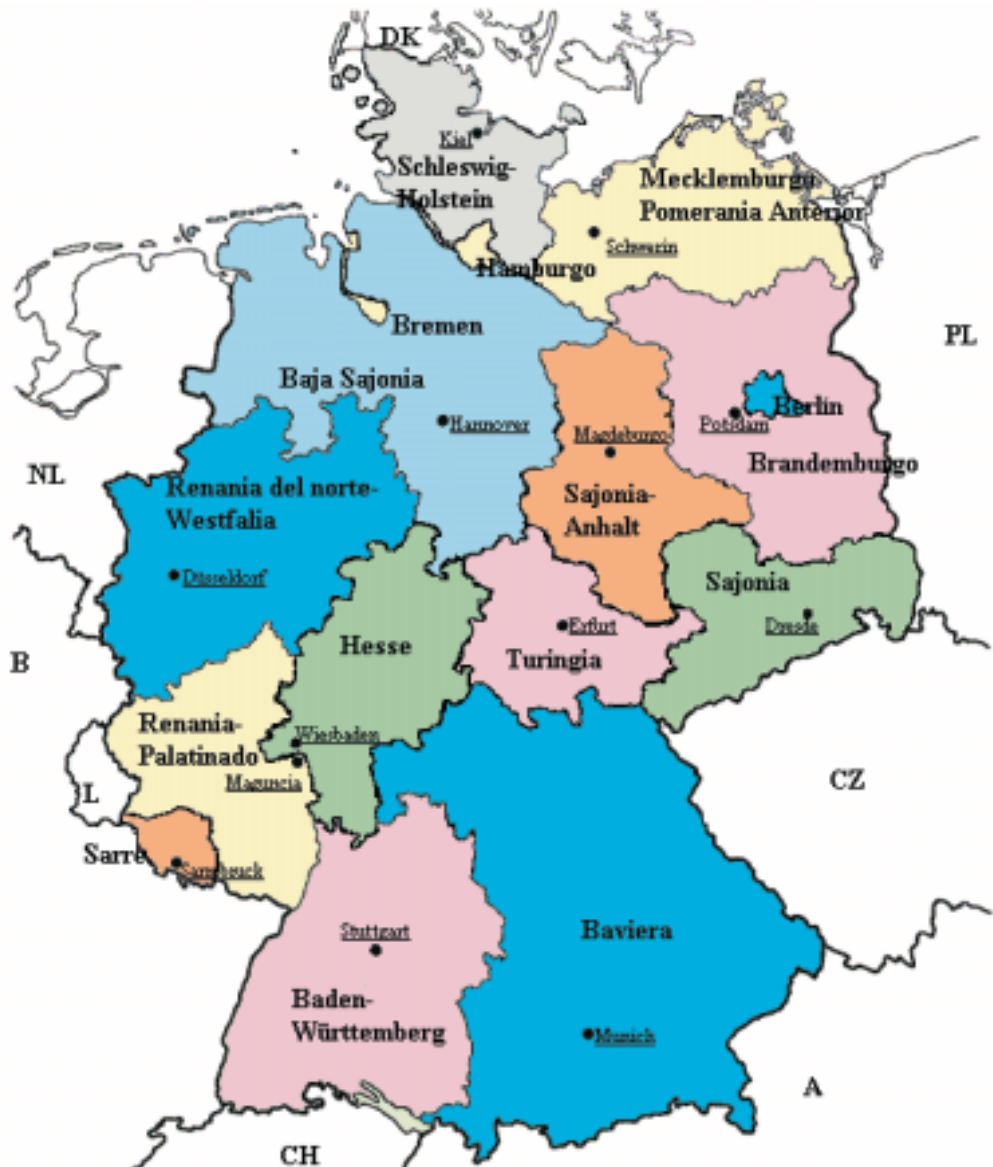 DK
Kiel
Schleswig-
Holstein
Mecklemburgo
Pomerania Anterior
Schwerin
Hamburgo
Bremen
PL
Baja Sajonia
Berlín
Hannover
Potsdam
Magdeburgo
Brandemburgo
NL
Renania del norte-
Westfalia
Sajonia-
Anhalt
Düsseldorf
Sajonia
Erfurt
Dresde
Hesse
Turingia
B
Renania-
Palatinado
Wiesbaden
Maguncia
CZ
L
Sarre
Baviera
Stuttgart
Baden-
Württemberg
Munich
A
CH